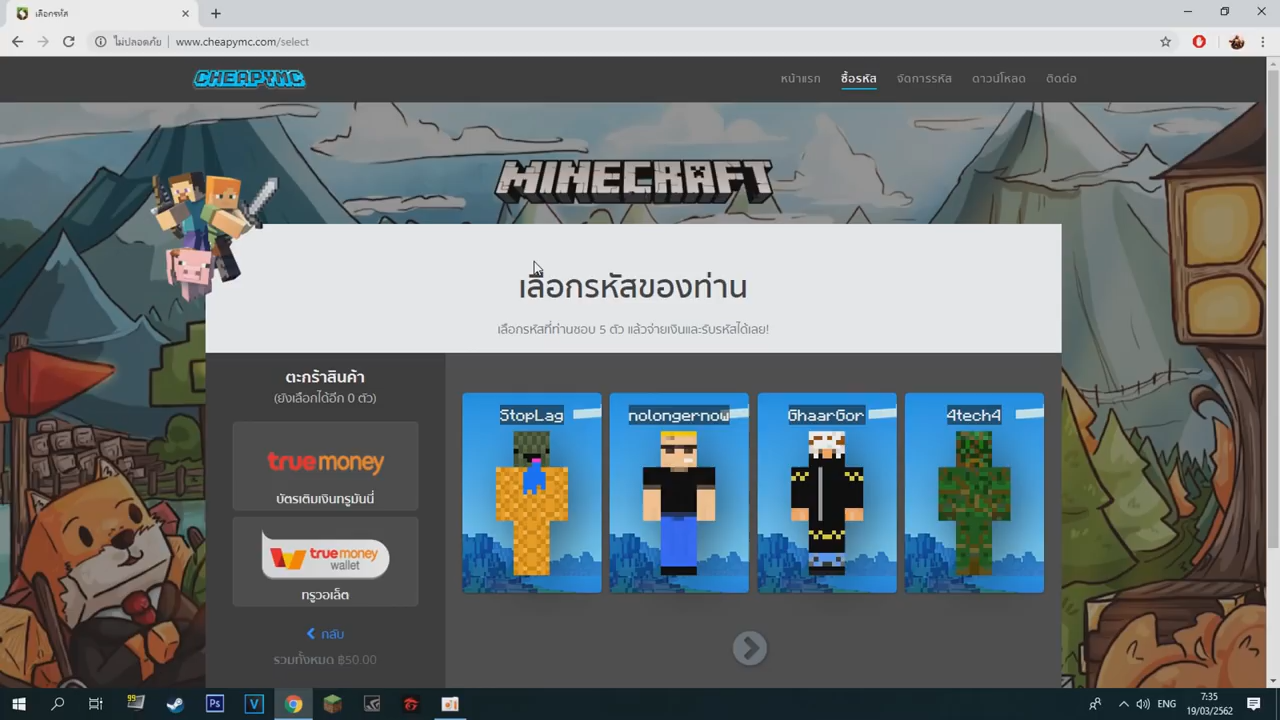 เลือกรหัส
ไม่ปลอดภัย
www.cheapymc.com/select
CHEAPYMC
หน้าแรก
ซื้อรหัส
จัดการรหัส
ดาวน์โหลด
ติดต่อ
MINECRAFT
เลือกรหัสของท่าน
เลือกรหัสที่ท่านชอบ 5 ตัว แล้วจ่ายเงินและรับรหัสได้เลย!
ตะกร้าสินค้า
(ยังเลือกได้อีก 0 ตัว)
truemoney
บัตรเติมเงินทรูมันนี่
truemoney
wallet
ทรูวอเล็ต
กลับ
รวมทั้งหมด ฿50.00
StopLag
nolongernow
GhaarGor
4tech4
99
Ps
V
ENG
7:35
19/03/2562